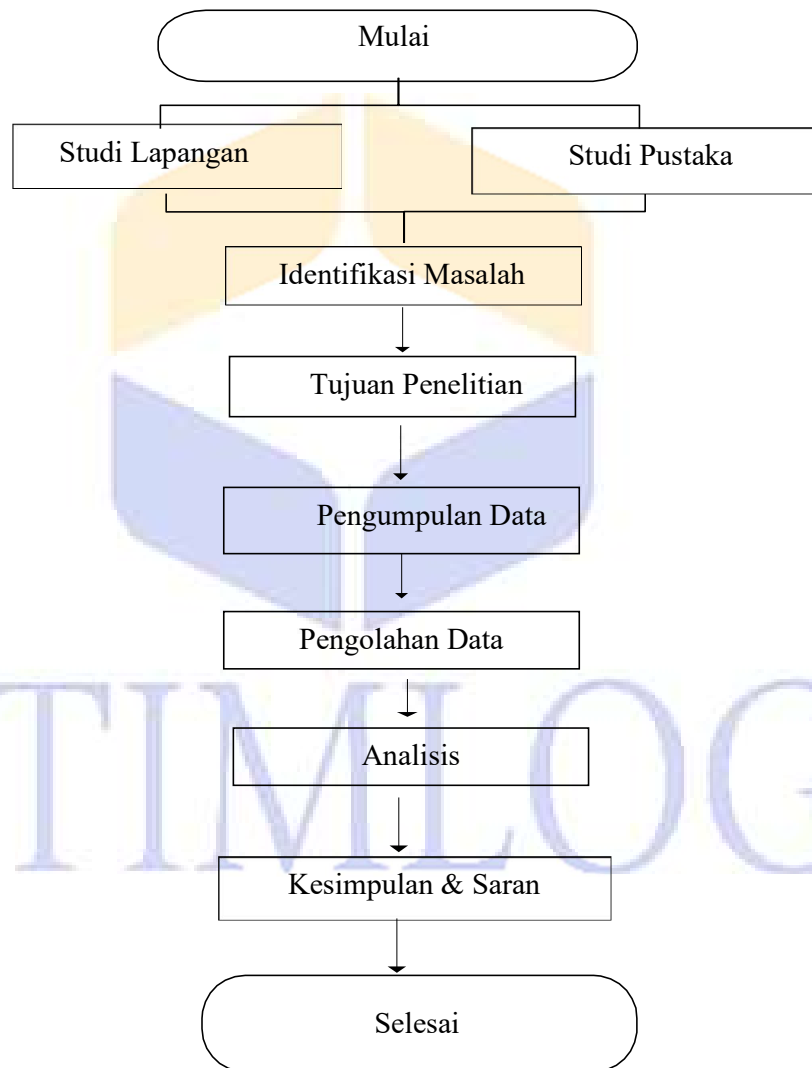 Mulai
Studi Lapangan
Studi Pustaka
Identifikasi Masalah
Tujuan Penelitian
Pengumpulan Data
Pengolahan Data
Analisis
TIMLOG
Kesimpulan & Saran
Selesai